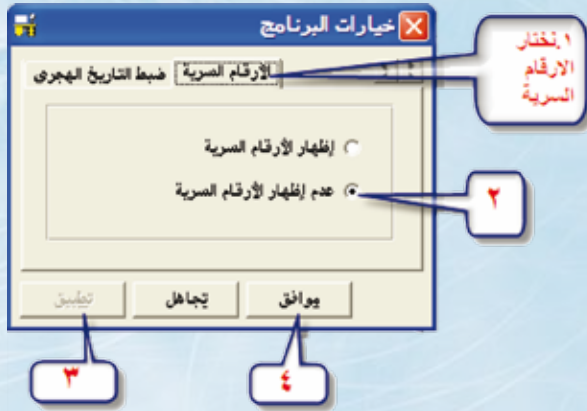 خيارات البرنامج
١.نختار
الارقام
السرية
الأرقام السرية ضبط التاريخ الهجرى
إظهار الأرقام السرية
عدم إظهار الأرقام السرية
٢
موافق تجاهل تطبيق
٤ ٣